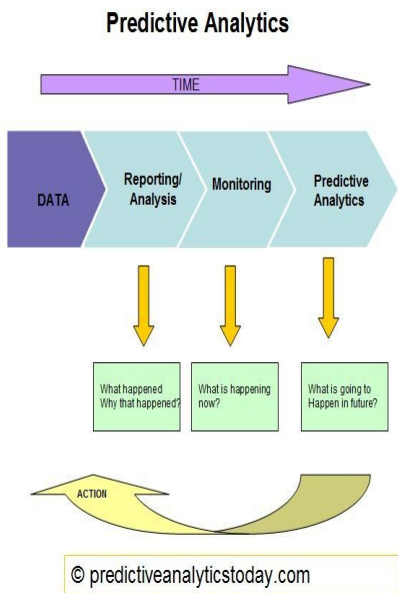 Predictive Analytics
TIME
DATA
Reporting/
Analysis
Monitoring
Predictive
Analytics
What happened
Why that happened?
What is happening
now?
What is going to
Happen in future?
ACTION
© predictiveanalyticstoday.com